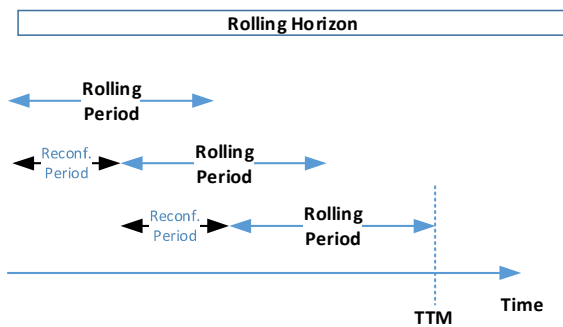 Rolling Horizon
Rolling
Period
Reconf.
Period
Rolling
Period
Reconf.
Period
Rolling
Period
TTM
Time